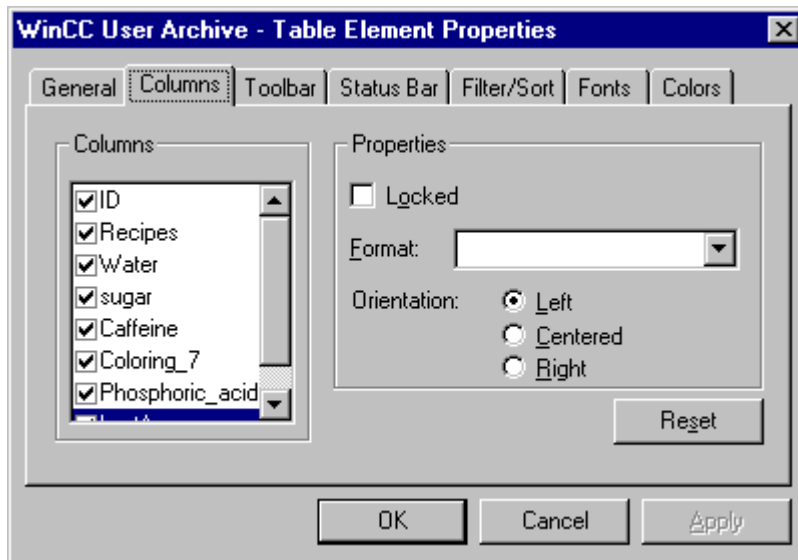 WinCC User Archive - Table Element Properties
General Columns Toolbar Status Bar Filter/Sort Fonts Colors
Columns
ID
Recipes
Water
sugar
Caffeine
Coloring_7
Phosphoric_acid
Properties
Locked
Format:
Orientation: Left
Centered
Right
Reset
OK Cancel Apply